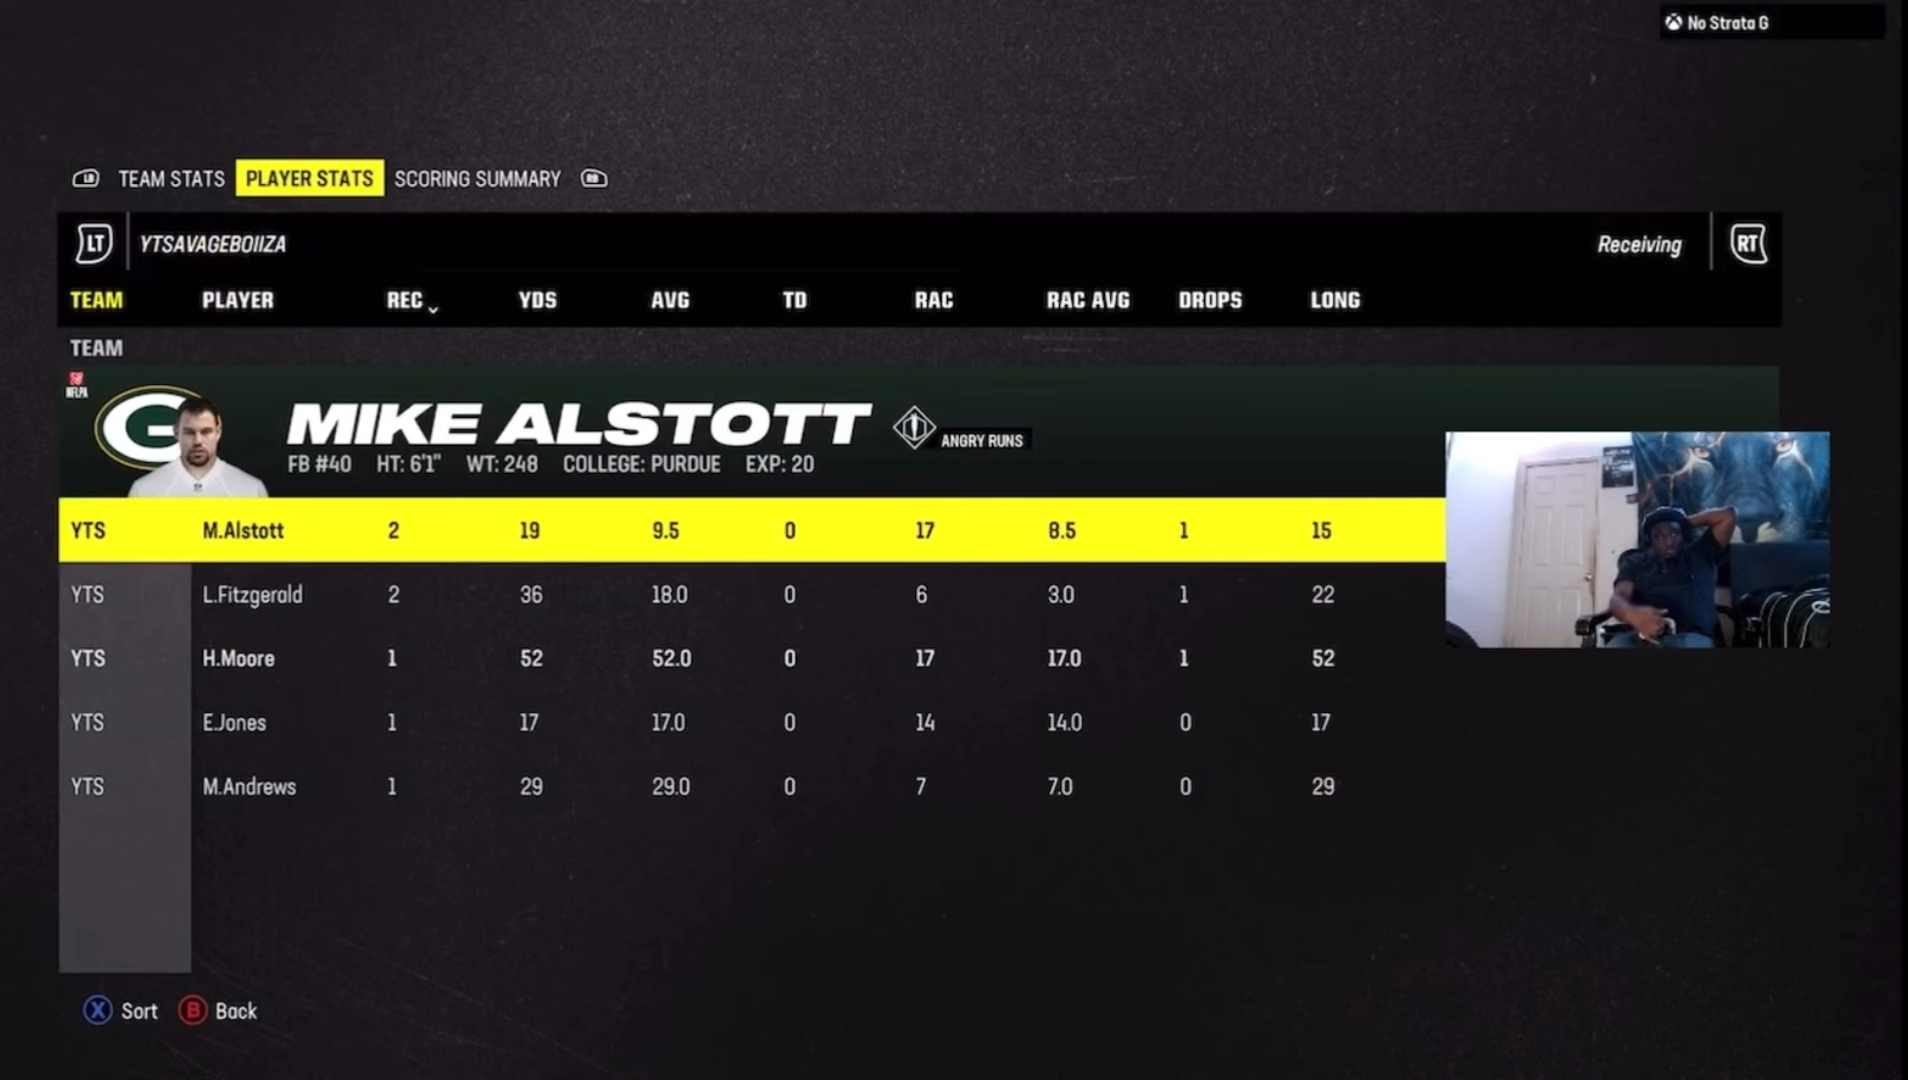 No Strata G
LB TEAM STATS PLAYER STATS SCORING SUMMARY RB
LT YTSAVAGEBOIIZA Receiving RT
TEAM PLAYER REC YDS AVG TD RAC RAC AVG DROPS LONG
TEAM
NFLPA
MIKE ALSTOTT ANGRY RUNS
FB #40 HT: 6'1" WT: 248 COLLEGE: PURDUE EXP: 20
YTS M.Alstott 2 19 9.5 0 17 8.5 1 15
YTS L.Fitzgerald 2 36 18.0 0 6 3.0 1 22
YTS H.Moore 1 52 52.0 0 17 17.0 1 52
YTS E.Jones 1 17 17.0 0 14 14.0 0 17
YTS M.Andrews 1 29 29.0 0 7 7.0 0 29
X Sort B Back